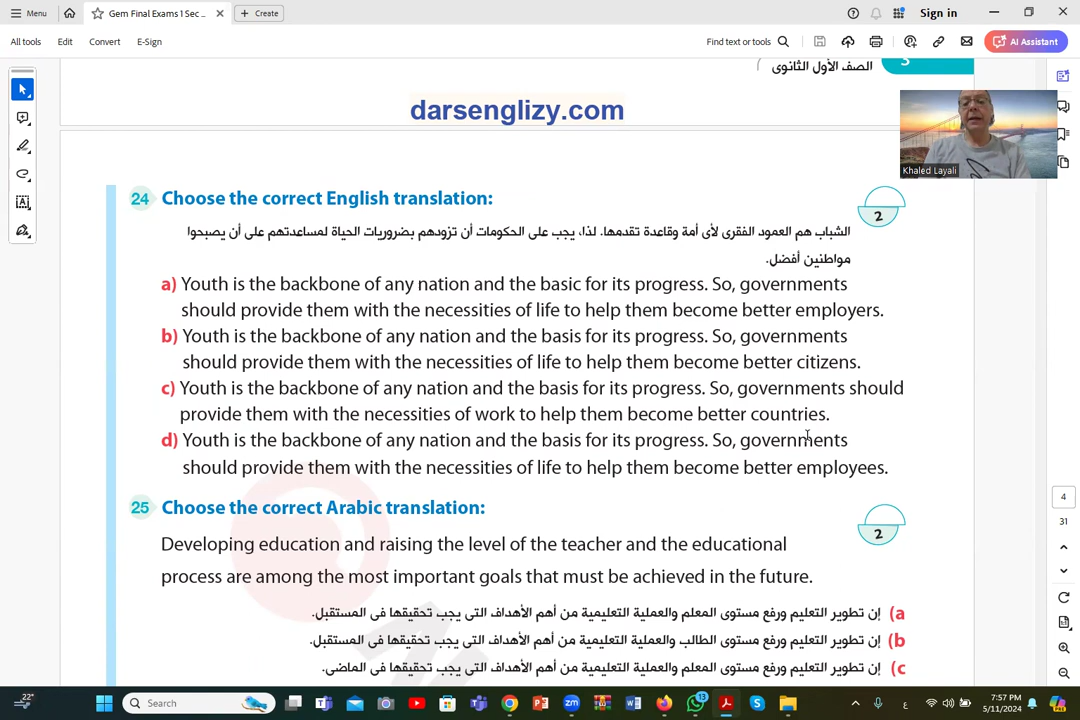 Menu
Gem Final Exams 1 Sec ...
Create
Sign in
All tools
Edit
Convert
E-Sign
Find text or tools
AI Assistant
الصف الأول الثانوى
3
darsenglizy.com
Khaled Layali
24 Choose the correct English translation:
2
الشباب هم العمود الفقرى لأى أمة وقاعدة تقدمها. لذا، يجب على الحكومات أن تزودهم بضروريات الحياة لمساعدتهم على أن يصبحوا
مواطنين أفضل.
a) Youth is the backbone of any nation and the basic for its progress. So, governments
should provide them with the necessities of life to help them become better employers.
b) Youth is the backbone of any nation and the basis for its progress. So, governments
should provide them with the necessities of life to help them become better citizens.
c) Youth is the backbone of any nation and the basis for its progress. So, governments should
provide them with the necessities of work to help them become better countries.
d) Youth is the backbone of any nation and the basis for its progress. So, governments
should provide them with the necessities of life to help them become better employees.
25 Choose the correct Arabic translation:
2
Developing education and raising the level of the teacher and the educational
process are among the most important goals that must be achieved in the future.
a) إن تطوير التعليم ورفع مستوى المعلم والعملية التعليمية من أهم الأهداف التى يجب تحقيقها فى المستقبل.
b) إن تطوير التعليم ورفع مستوى الطالب والعملية التعليمية من أهم الأهداف التى يجب تحقيقها فى المستقبل.
c) إن تطوير التعليم ورفع مستوى المعلم والعملية التعليمية من أهم الأهداف التى يجب تحقيقها فى الماضى.
4
31
22°
Search
13
ع
7:57 PM
5/11/2024